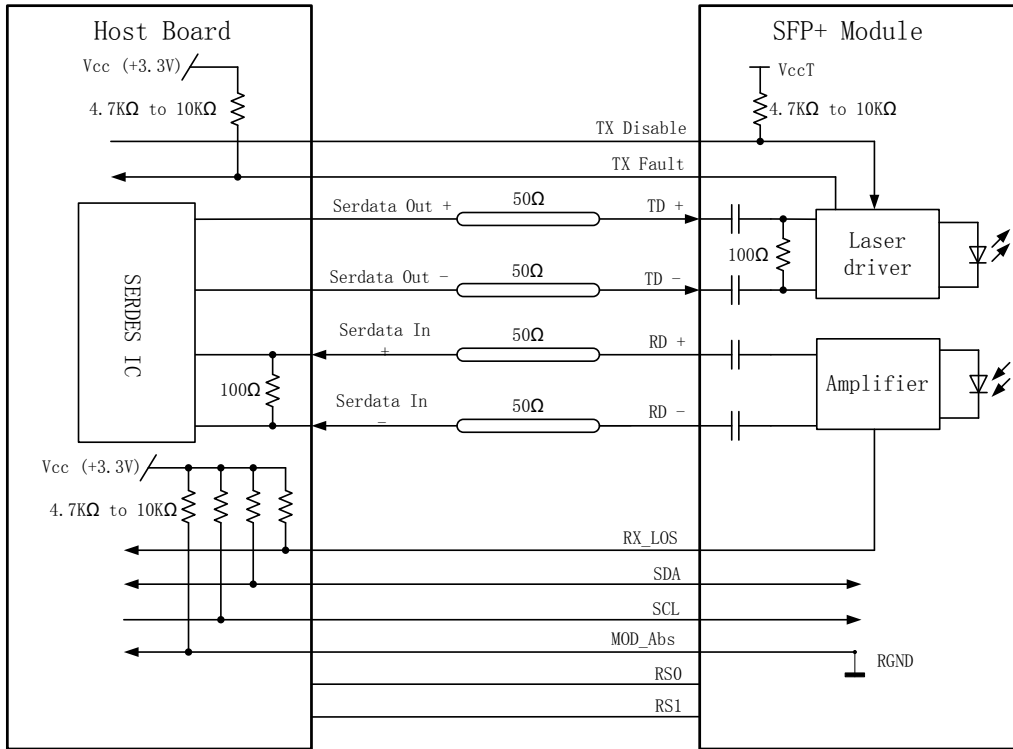 Host Board
SFP+ Module
Vcc (+3.3V)
VccT
4.7KΩ to 10KΩ
4.7KΩ to 10KΩ
TX Disable
TX Fault
Serdata Out +
50Ω
TD +
SERDES IC
100Ω
Laser
driver
Serdata Out -
50Ω
TD -
Serdata In
+
50Ω
RD +
100Ω
Amplifier
Serdata In
-
50Ω
RD -
Vcc (+3.3V)
4.7KΩ to 10KΩ
RX_LOS
SDA
SCL
MOD_Abs
RGND
RS0
RS1